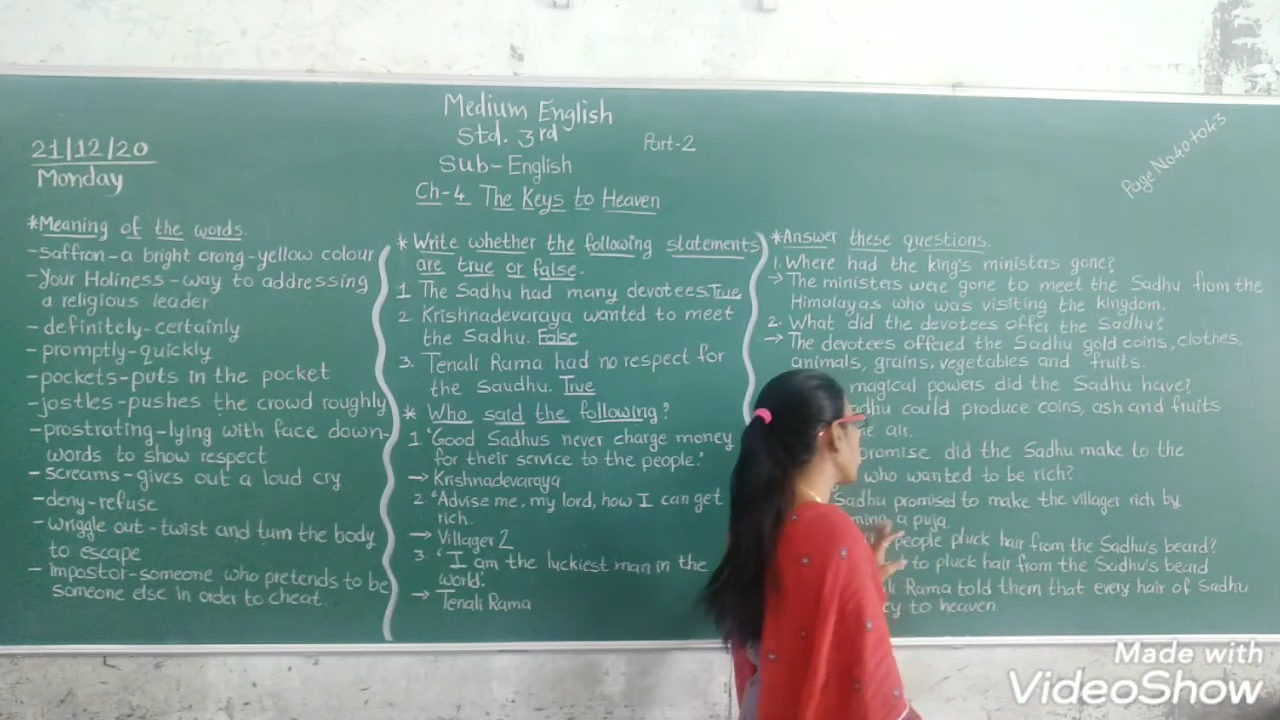 Medium English
Std. 3rd
Part-2
Sub-English
Ch-4 The Keys to Heaven
21/12/20
Monday
Page No40to43
*Meaning of the words.
-saffron-a bright orang-yellow colour
-Your Holiness-way to addressing
a religious leader
-definitely-certainly
-promptly-quickly
-pockets-puts in the pocket
-jostles-pushes the crowd roughly
-prostrating-lying with face down-
words to show respect
-screams-gives out a loud cry
-deny-refuse
-wriggle out-twist and turn the body
to escape
-impostor-someone who pretends to be
someone else in order to cheat
* Write whether the following statements
are true or false.
1 The Sadhu had many devotees.True
2 Krishnadevaraya wanted to meet
the Sadhu. False
3. Tenali Rama had no respect for
the Saudhu. True
* Who said the following?
1 'Good Sadhus never charge money
for their service to the people.'
→ Krishnadevaraya
2 'Advise me, my lord, how I can get
rich.
→ Villager 2
3 'I am the luckiest man in the
world'.
→ Tenali Rama
*Answer these questions.
1. Where had the king's ministers gone?
→ The ministers were gone to meet the Sadhu from the
Himalayas who was visiting the kingdom.
2. What did the devotees offer the Sadhu?
→ The devotees offered the Sadhu gold coins, clothes,
animals, grains, vegetables and fruits.
magical powers did the Sadhu have?
could produce coins, ash and fruits
air.
did the Sadhu make to the
who wanted to be rich?
Sadhu promised to make the villager rich by
a puja.
people pluck hair from the Sadhu's beard?
to pluck hair from the Sadhu's beard
Rama told them that every hair of Sadhu
to heaven
Made with
VideoShow